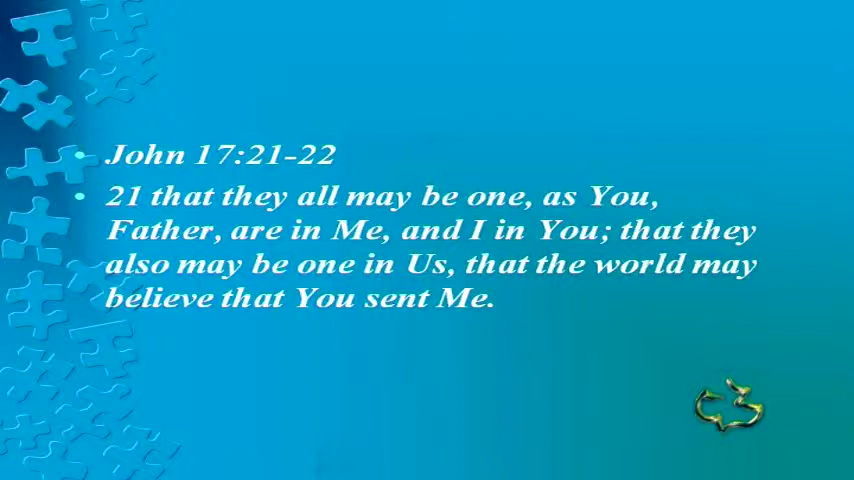 John 17:21-22
21 that they all may be one, as You,
Father, are in Me, and I in You; that they
also may be one in Us, that the world may
believe that You sent Me.